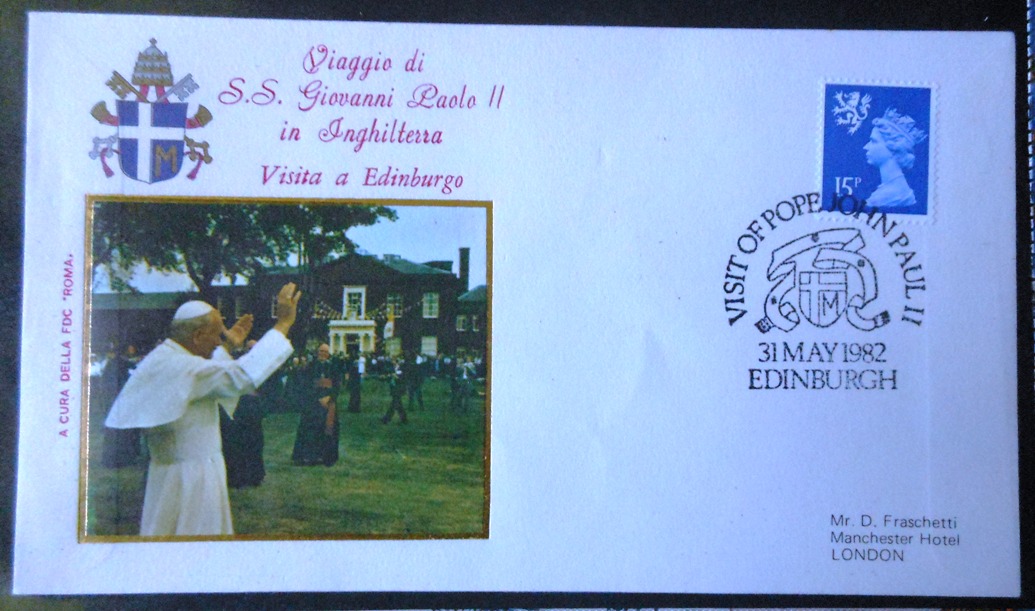 Viaggio di
S.S. Giovanni Paolo II
in Inghilterra
Visita a Edinburgo
M
A CURA DELLA FDC "ROMA„
15P
VISIT OF POPE JOHN PAUL II
M
31 MAY 1982
EDINBURGH
Mr. D. Fraschetti
Manchester Hotel
LONDON